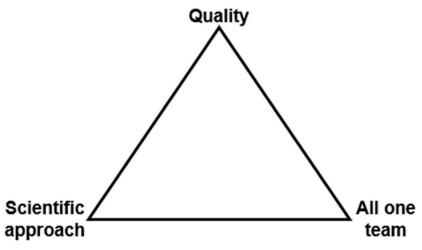 Quality
Scientific
approach
All one
team